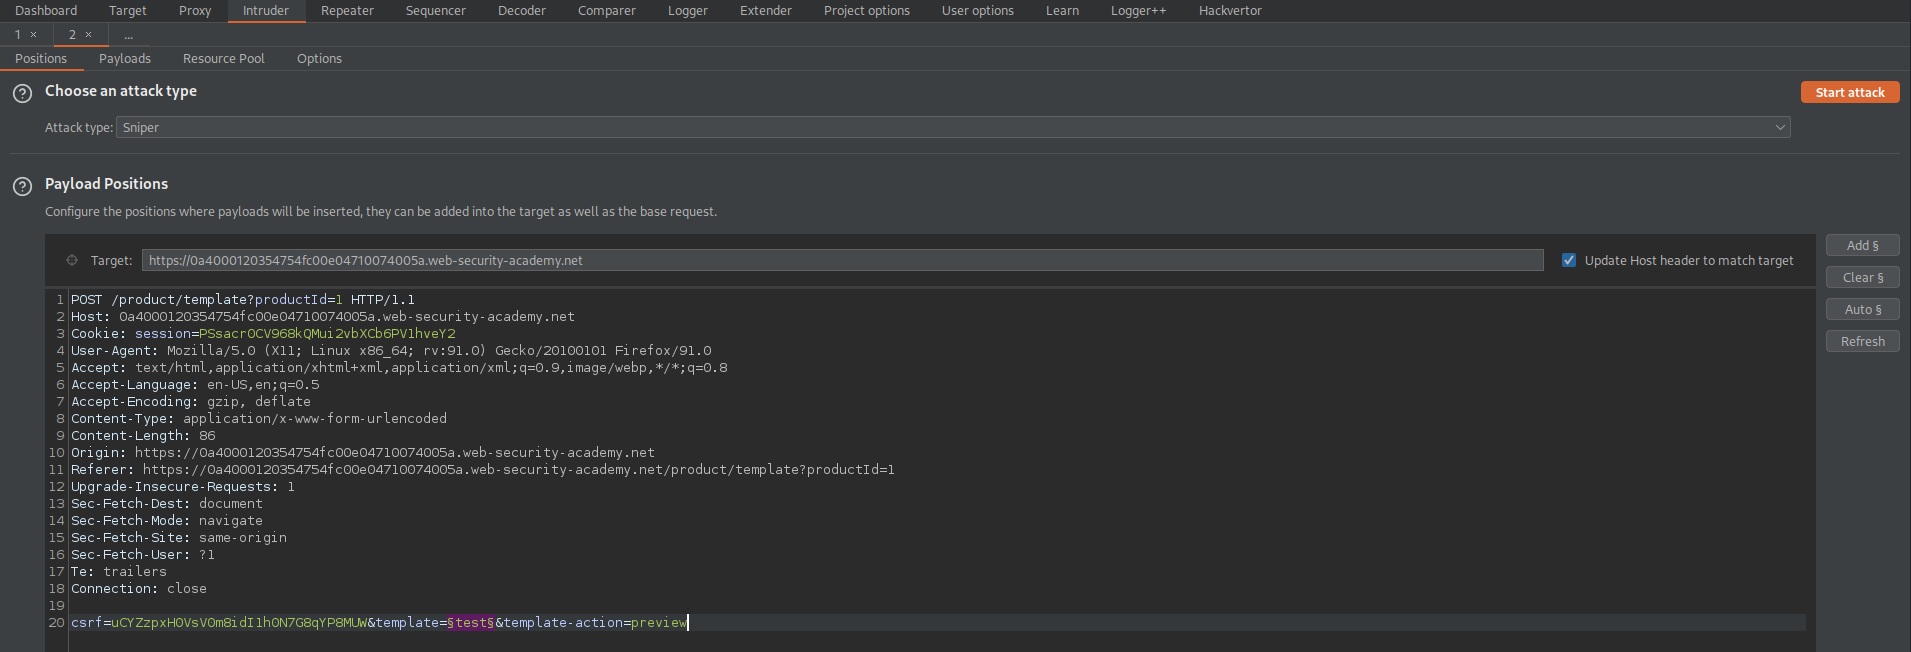 Dashboard Target Proxy Intruder Repeater Sequencer Decoder Comparer Logger Extender Project options User options Learn Logger++ Hackvertor
1 × 2 × ...
Positions Payloads Resource Pool Options
? Choose an attack type Start attack
Attack type: Sniper
? Payload Positions
Configure the positions where payloads will be inserted, they can be added into the target as well as the base request.
Target: https://0a4000120354754fc00e04710074005a.web-security-academy.net Update Host header to match target
Add §
Clear §
Auto §
Refresh
1 POST /product/template?productId=1 HTTP/1.1
2 Host: 0a4000120354754fc00e04710074005a.web-security-academy.net
3 Cookie: session=PSsacr0CV968kQMui2vbXCb6PV1hveY2
4 User-Agent: Mozilla/5.0 (X11; Linux x86_64; rv:91.0) Gecko/20100101 Firefox/91.0
5 Accept: text/html,application/xhtml+xml,application/xml;q=0.9,image/webp,*/*;q=0.8
6 Accept-Language: en-US,en;q=0.5
7 Accept-Encoding: gzip, deflate
8 Content-Type: application/x-www-form-urlencoded
9 Content-Length: 86
10 Origin: https://0a4000120354754fc00e04710074005a.web-security-academy.net
11 Referer: https://0a4000120354754fc00e04710074005a.web-security-academy.net/product/template?productId=1
12 Upgrade-Insecure-Requests: 1
13 Sec-Fetch-Dest: document
14 Sec-Fetch-Mode: navigate
15 Sec-Fetch-Site: same-origin
16 Sec-Fetch-User: ?1
17 Te: trailers
18 Connection: close
19
20 csrf=uCYZzpxH0VsV0m8idI1h0N7G8qYP8MUW&template=§test§&template-action=preview